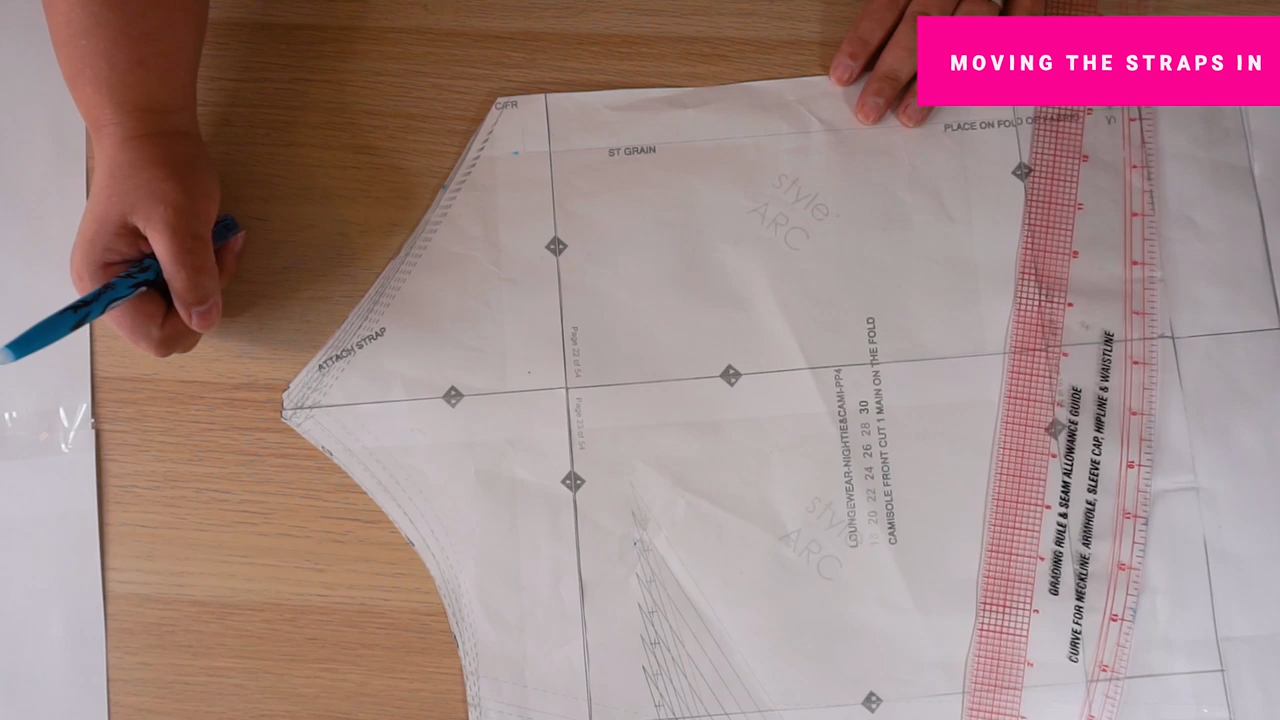 MOVING THE STRAPS IN
C/FR
PLACE ON FOLD OF
ST GRAIN
style
ARC
ATTACH STRAP
Page 22 of 54
Page 23 of 54
LOUNGEWEAR-NIGHTIE&CAMI-PP4
18 20 22 24 26 28 30
CAMISOLE FRONT CUT 1 MAIN ON THE FOLD
style
ARC
GRADING RULE & SEAM ALLOWANCE GUIDE
CURVE FOR NECKLINE, ARMHOLE, SLEEVE CAP, HIPLINE & WAISTLINE